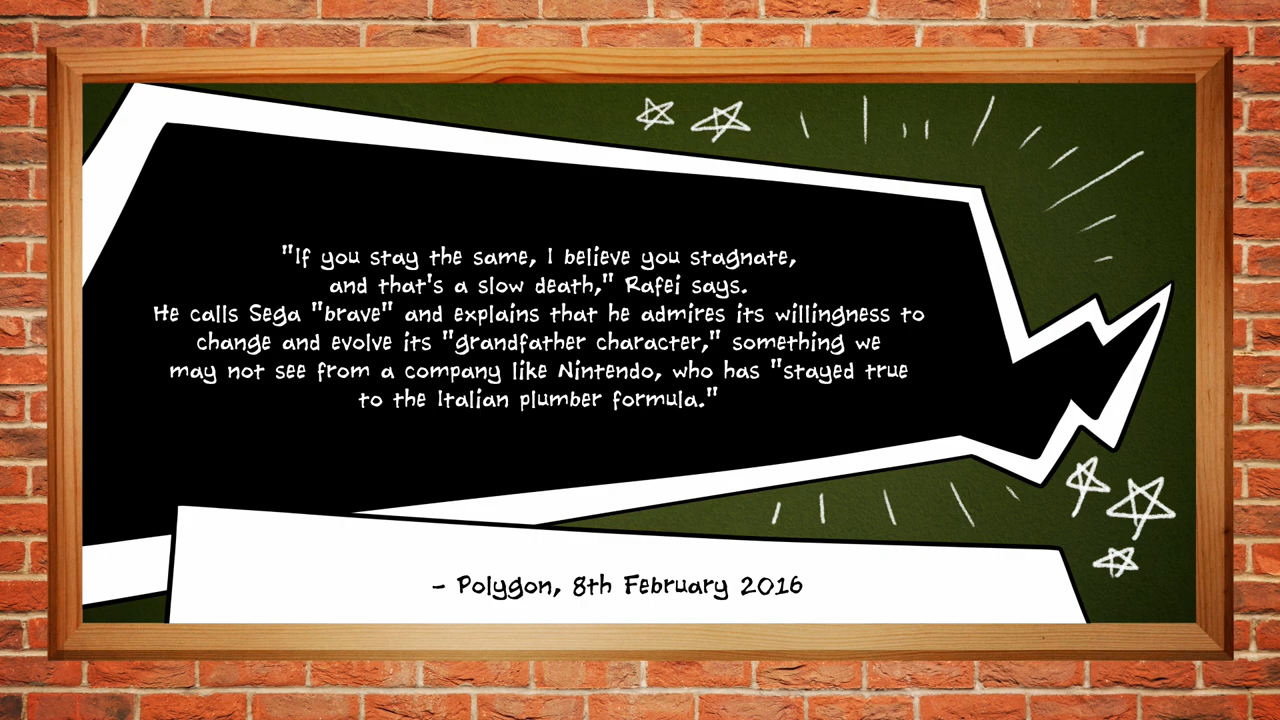 "If you stay the same, I believe you stagnate,
and that's a slow death," Rafei says.
He calls Sega "brave" and explains that he admires its willingness to
change and evolve its "grandfather character," something we
may not see from a company like Nintendo, who has "stayed true
to the Italian plumber formula."
- Polygon, 8th February 2016